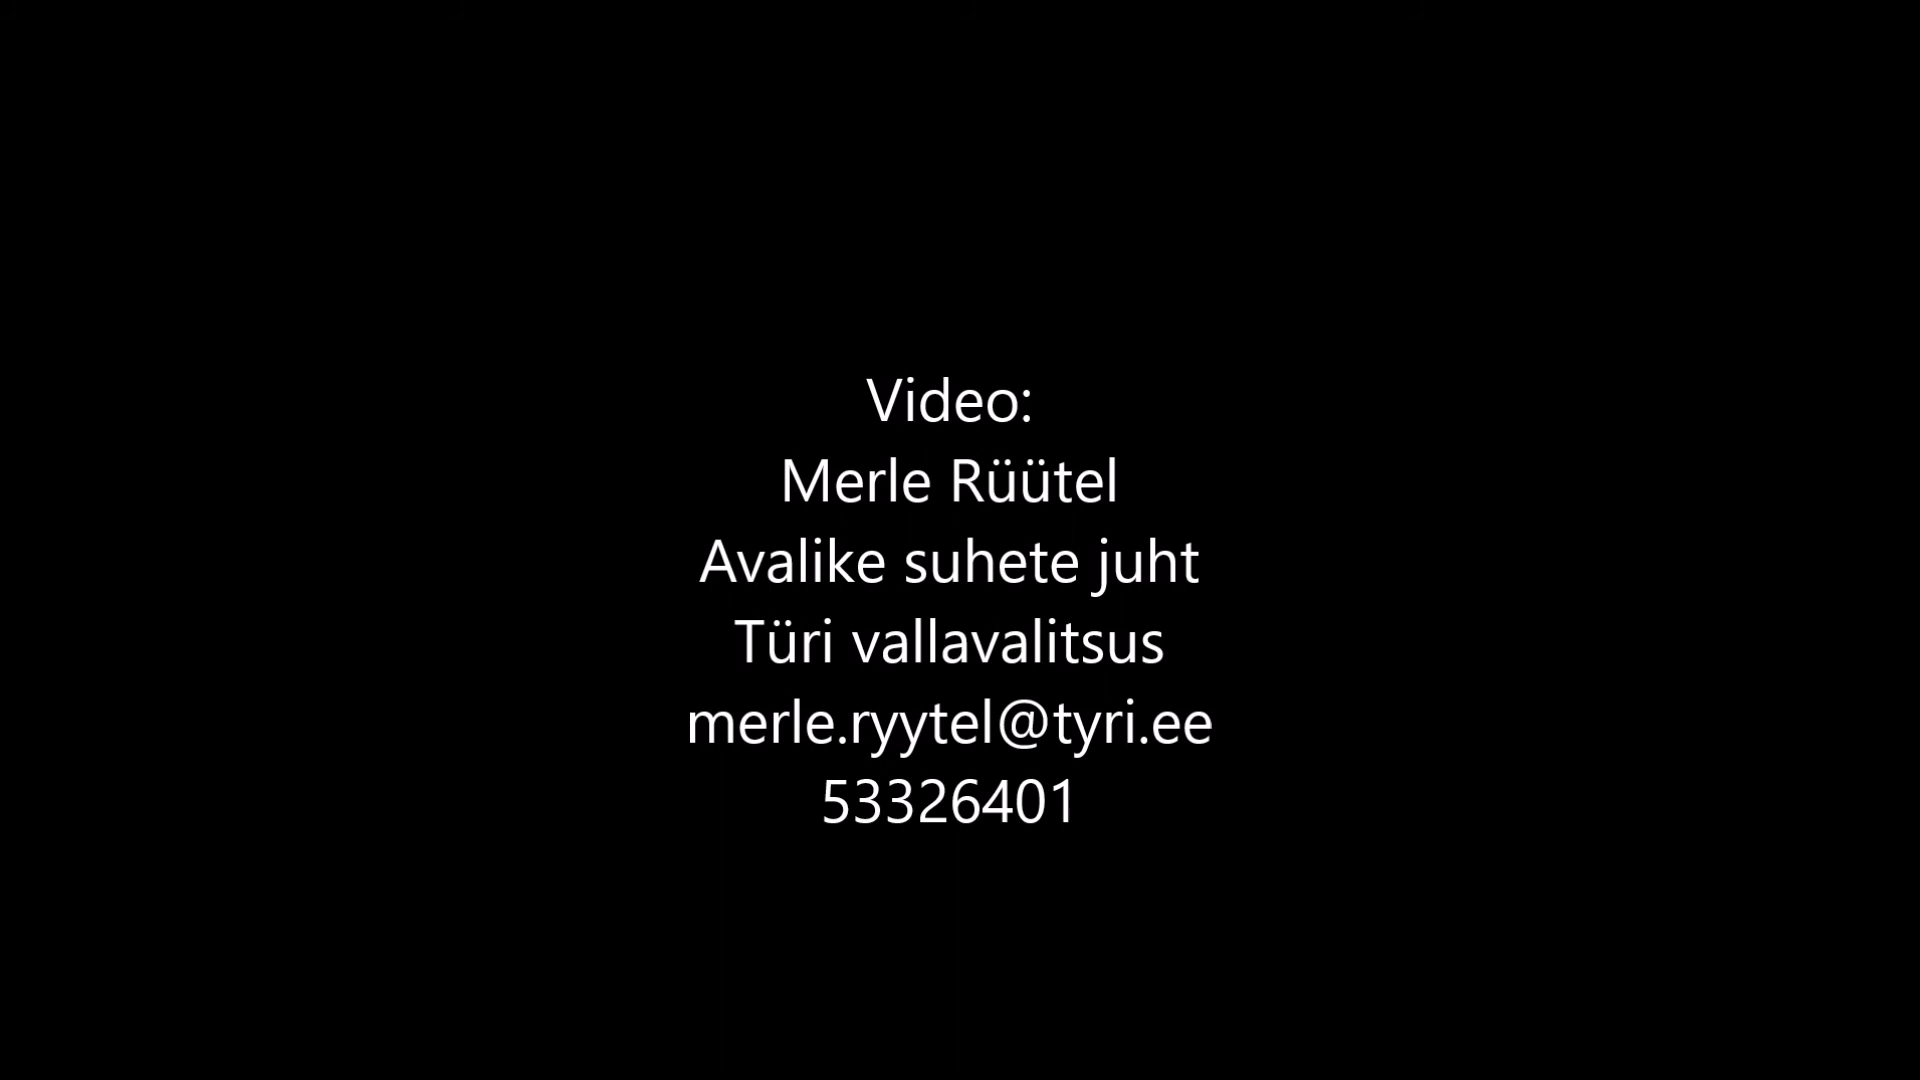 Video:
Merle Rüütel
Avalike suhete juht
Türi vallavalitsus
merle.ryytel@tyri.ee
53326401